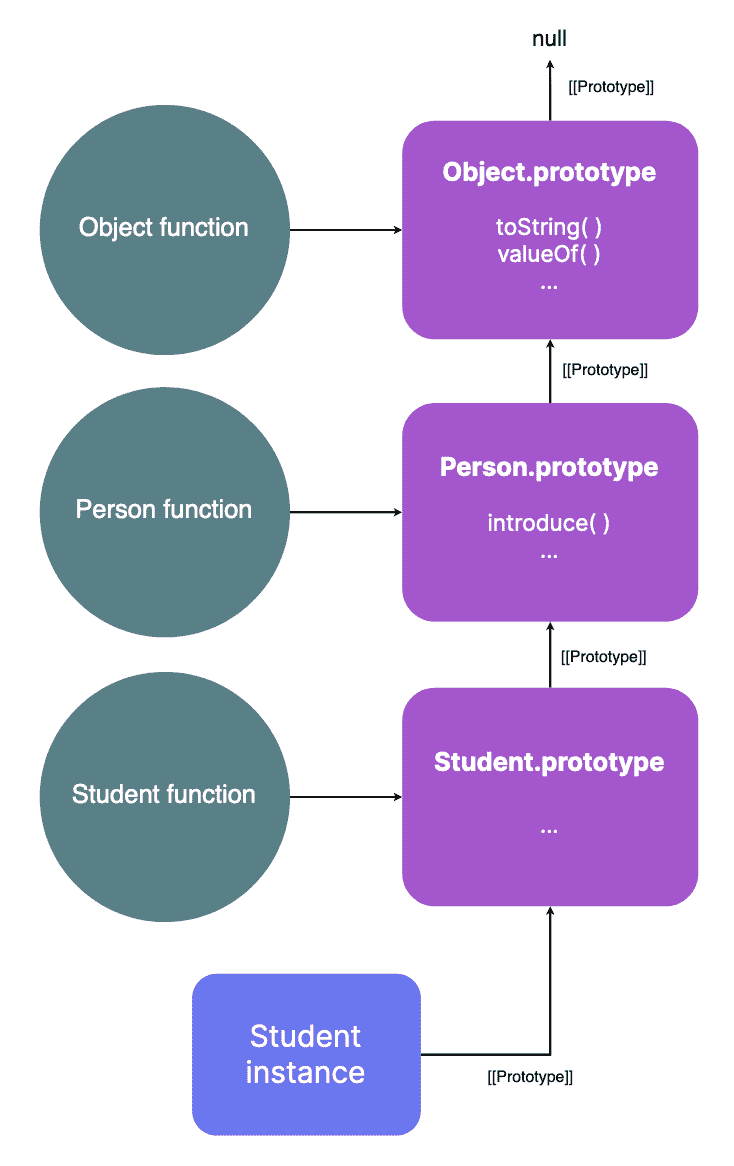 null
[[Prototype]]
Object function
Object.prototype
toString( )
valueOf( )
...
[[Prototype]]
Person function
Person.prototype
introduce( )
...
[[Prototype]]
Student function
Student.prototype
...
Student
instance
[[Prototype]]